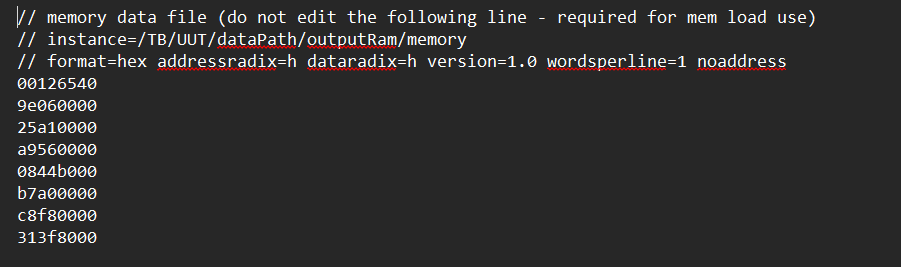 // memory data file (do not edit the following line - required for mem load use)
// instance=/TB/UUT/dataPath/outputRam/memory
// format=hex addressradix=h dataradix=h version=1.0 wordsperline=1 noaddress
00126540
9e060000
25a10000
a9560000
0844b000
b7a00000
c8f80000
313f8000